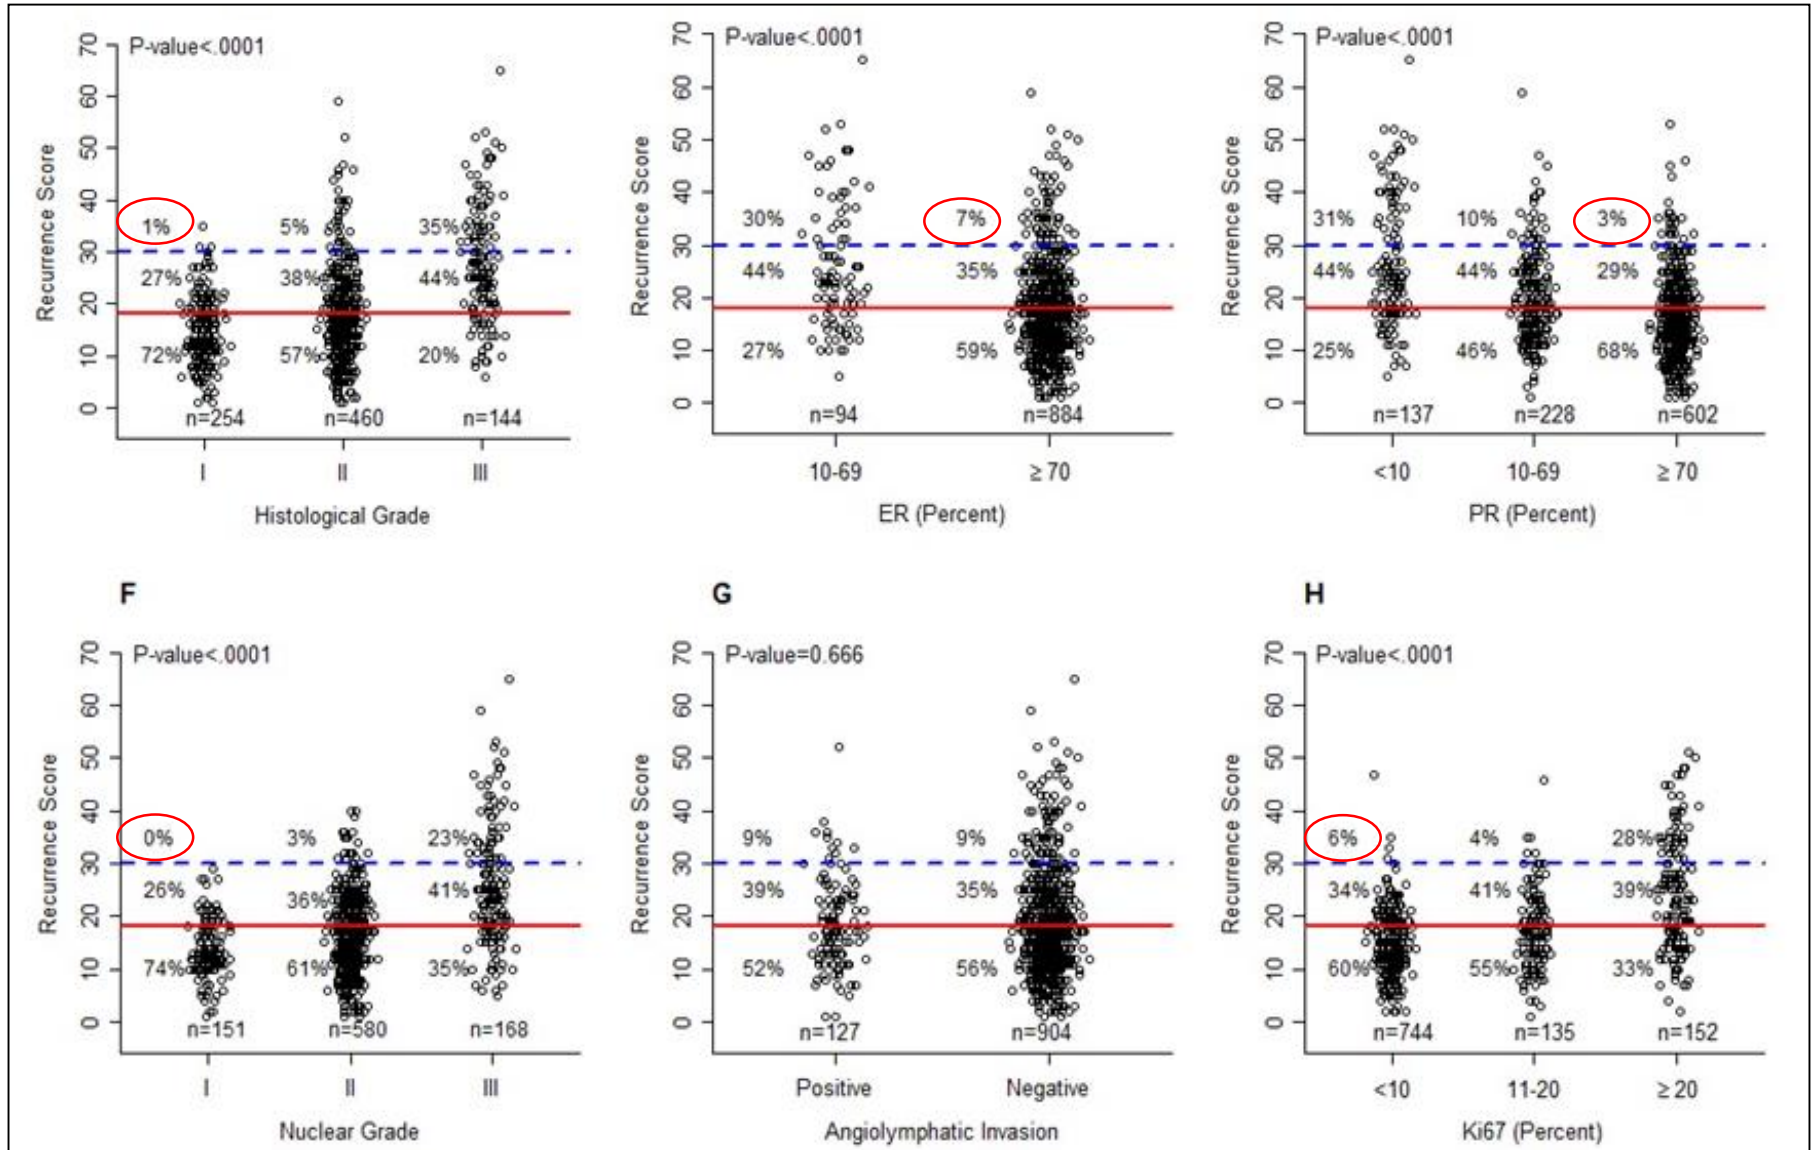 P-value<.0001
70
60
50
40
30
20
10
0
Recurrence Score
1%
5%
35%
27%
38%
44%
72%
57%
20%
n=254
n=460
n=144
I
II
III
Histological Grade
P-value<.0001
70
60
50
40
30
20
10
0
Recurrence Score
30%
7%
44%
35%
27%
59%
n=94
n=884
10-69
≥ 70
ER (Percent)
P-value<.0001
70
60
50
40
30
20
10
0
Recurrence Score
31%
10%
3%
44%
44%
29%
25%
46%
68%
n=137
n=228
n=602
<10
10-69
≥ 70
PR (Percent)
F
P-value<.0001
70
60
50
40
30
20
10
0
Recurrence Score
0%
3%
23%
26%
36%
41%
74%
61%
35%
n=151
n=580
n=168
I
II
III
Nuclear Grade
G
P-value=0.666
70
60
50
40
30
20
10
0
Recurrence Score
9%
9%
39%
35%
52%
56%
n=127
n=904
Positive
Negative
Angiolymphatic Invasion
H
P-value<.0001
70
60
50
40
30
20
10
0
Recurrence Score
6%
4%
28%
34%
41%
39%
60%
55%
33%
n=744
n=135
n=152
<10
11-20
≥ 20
Ki67 (Percent)